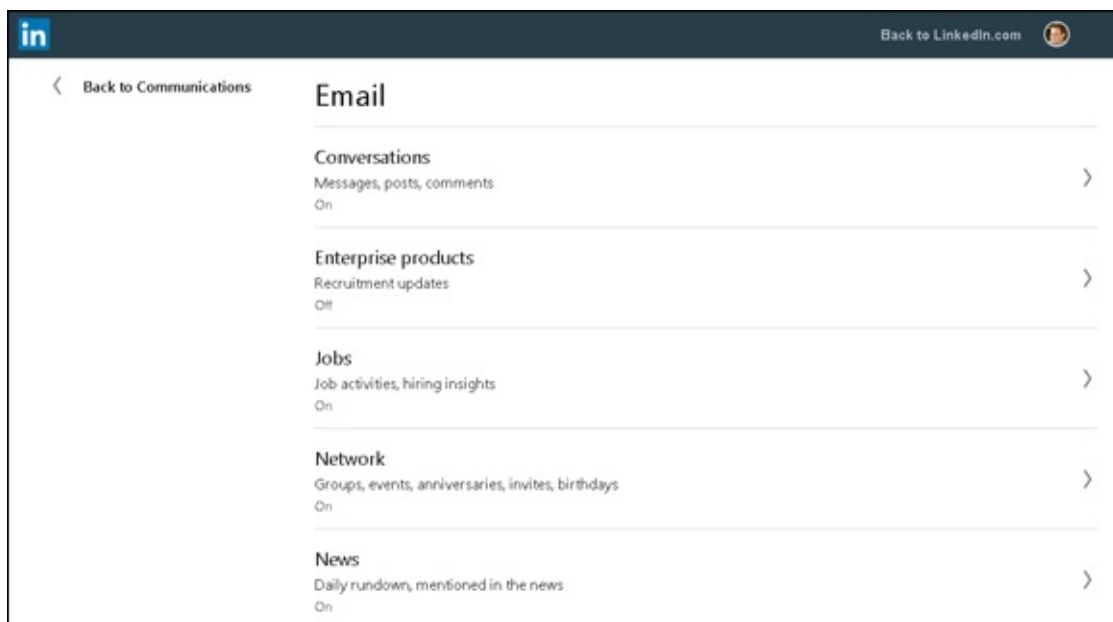 in
Back to LinkedIn.com
Back to Communications
Email
Conversations
Messages, posts, comments
On
Enterprise products
Recruitment updates
Off
Jobs
Job activities, hiring insights
On
Network
Groups, events, anniversaries, invites, birthdays
On
News
Daily rundown, mentioned in the news
On